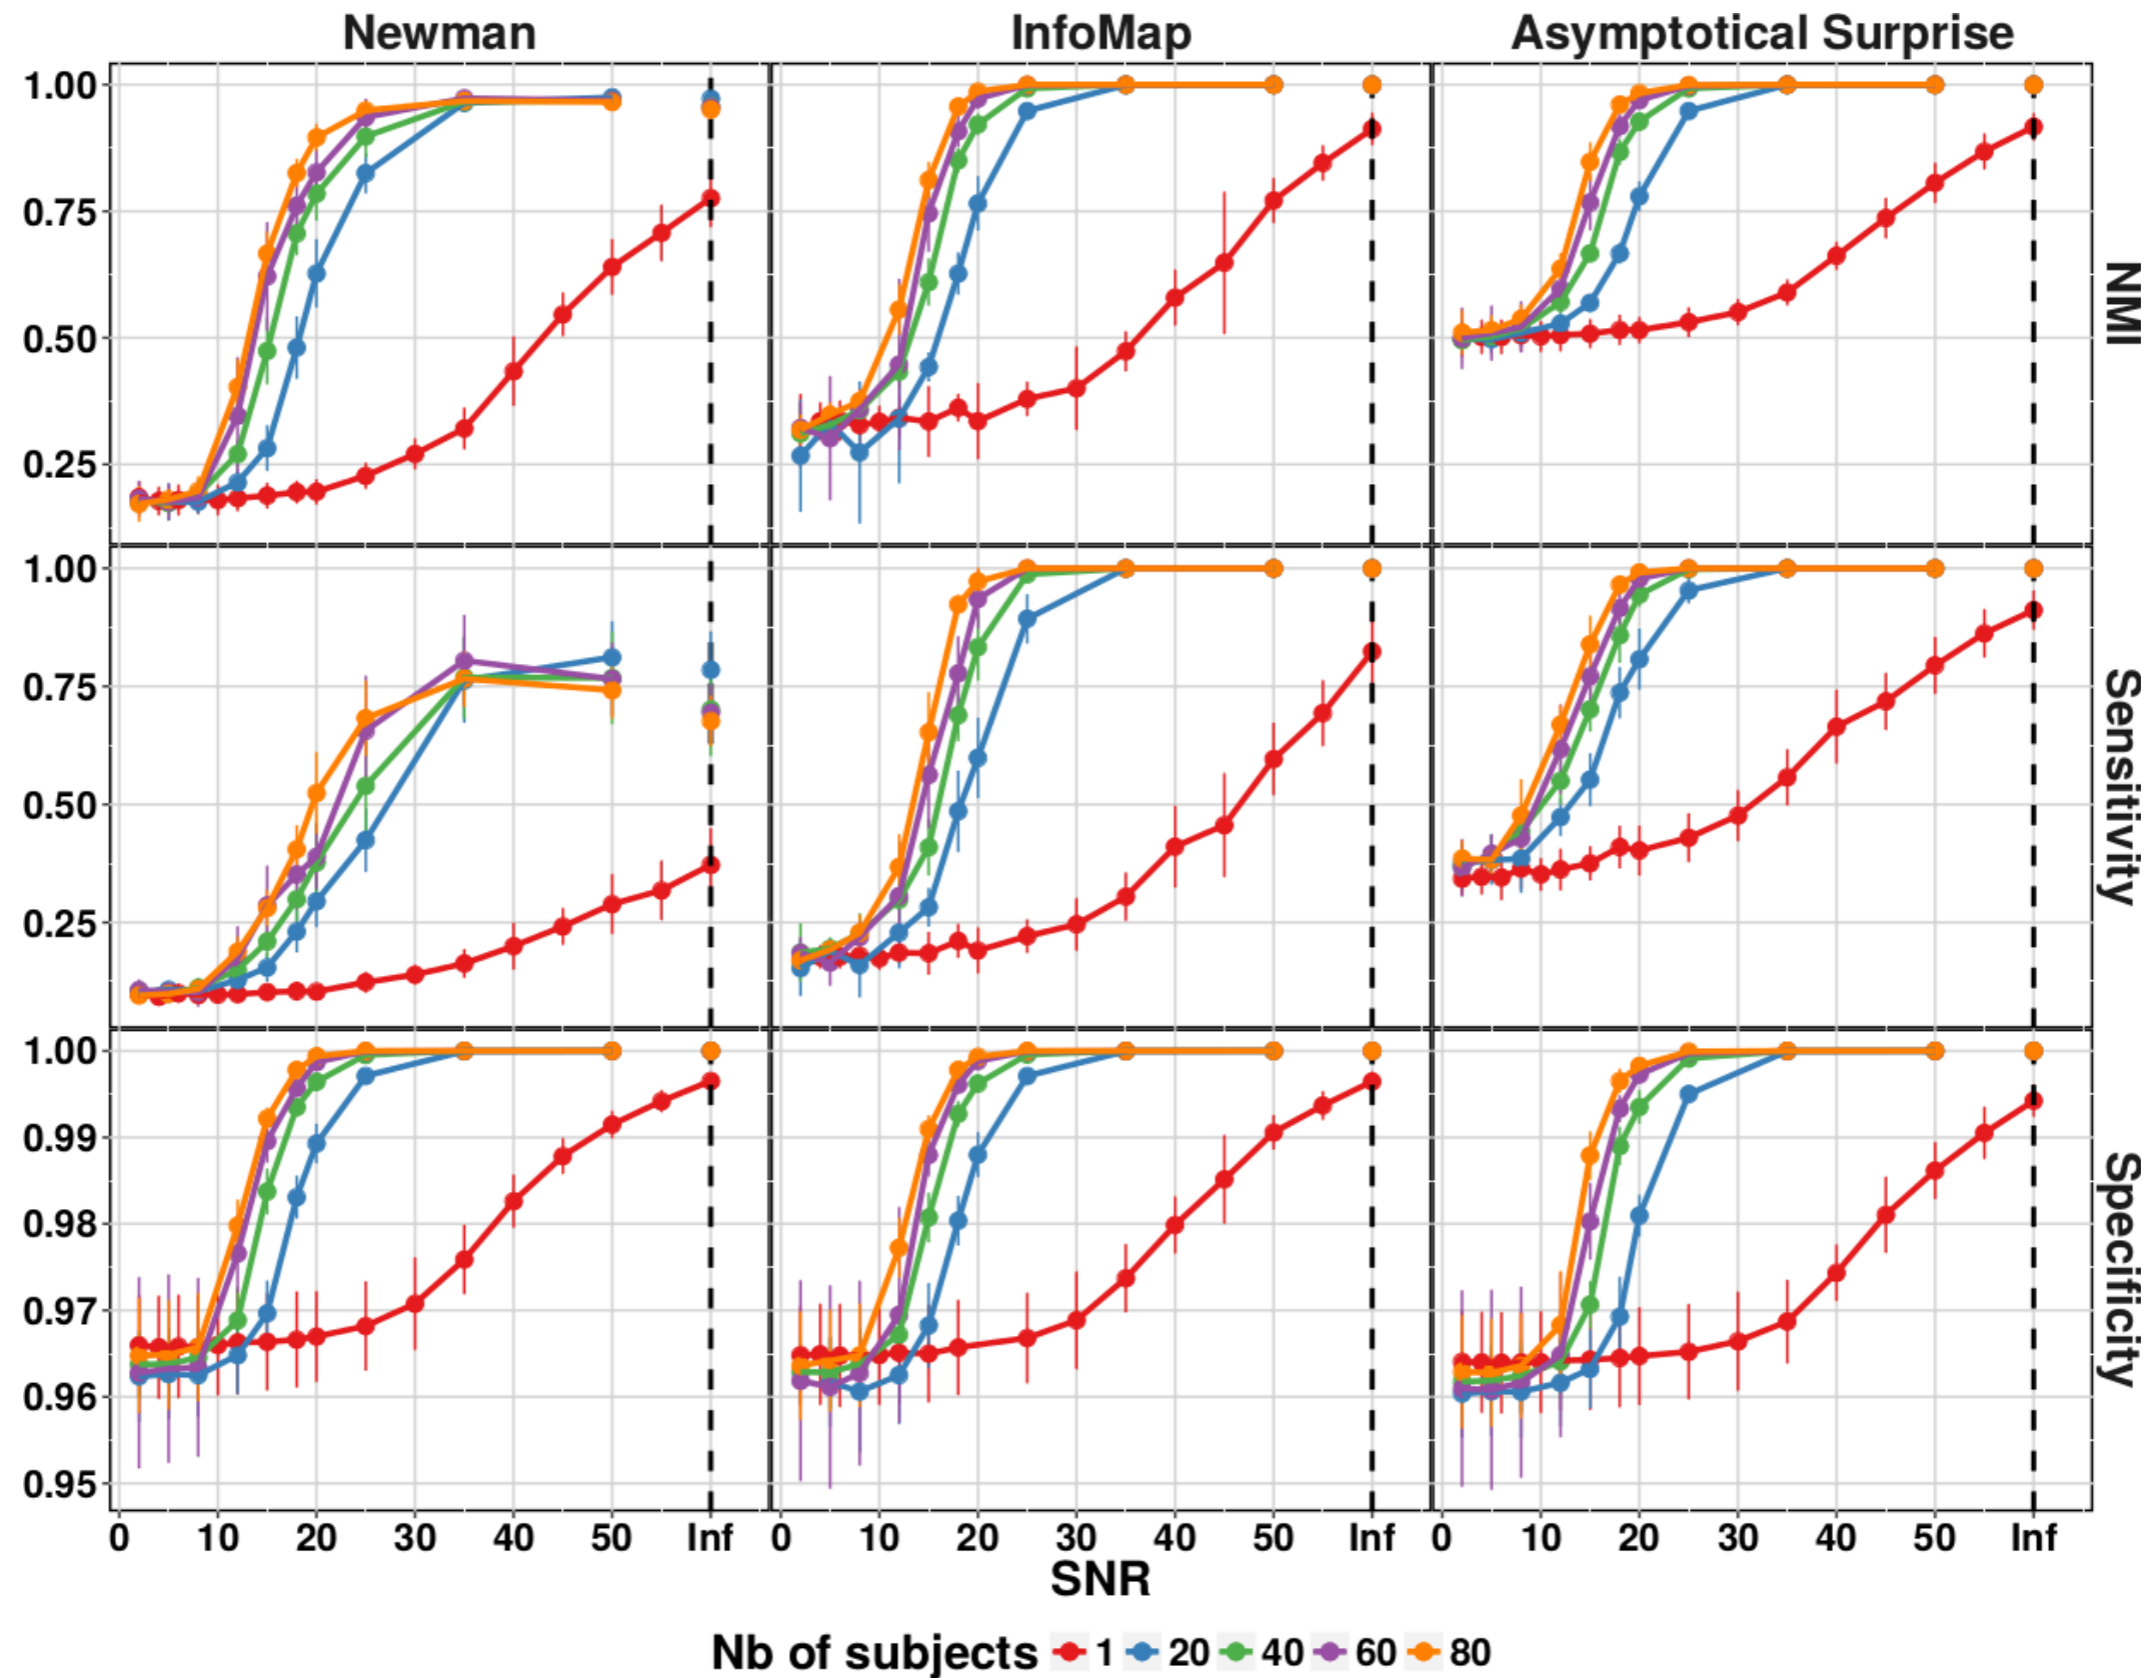 Newman InfoMap Asymptotical Surprise
1.00
0.75
0.50
0.25
NMI
1.00
0.75
0.50
0.25
Sensitivity
1.00
0.99
0.98
0.97
0.96
0.95
Specificity
0 10 20 30 40 50 Inf 0 10 20 30 40 50 Inf 0 10 20 30 40 50 Inf
SNR
Nb of subjects 1 20 40 60 80